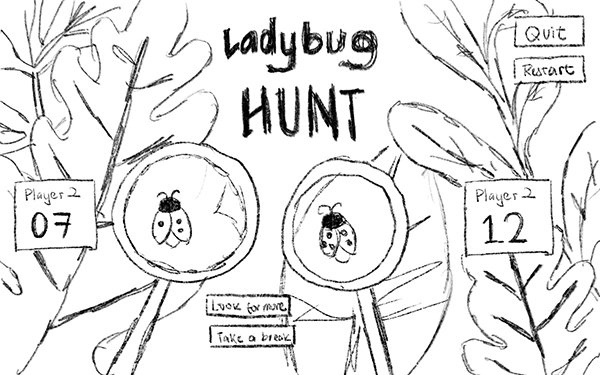 Ladybug
HUNT
Quit
Restart
Player 2
07
Player 2
12
Look for more
Take a break